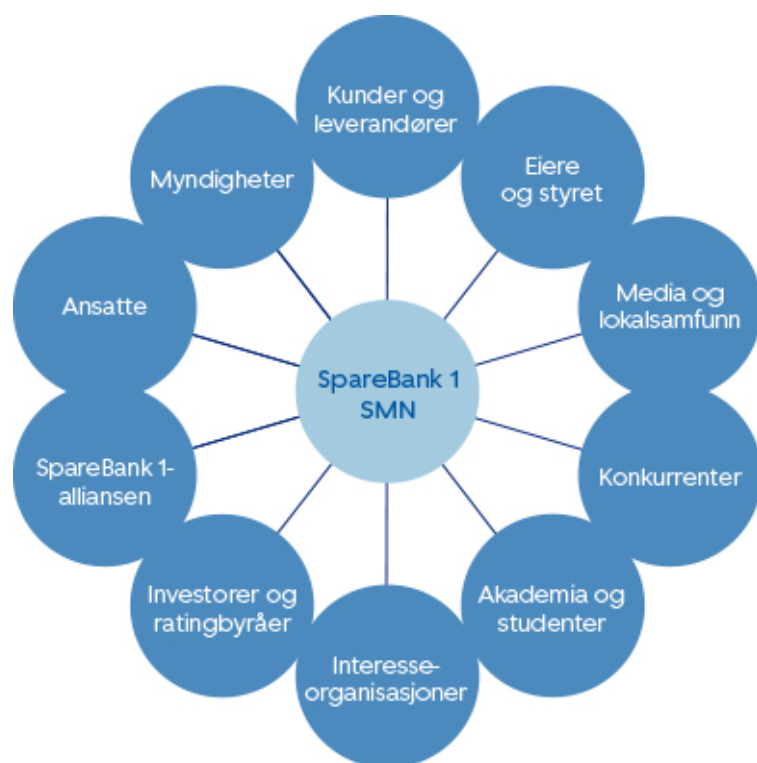 Kunder og
leverandører
Eiere
og styret
Media og
lokalsamfunn
Konkurrenter
Akademia og
studenter
Interesse-
organisasjoner
Investorer og
ratingbyråer
SpareBank 1-
alliansen
Ansatte
Myndigheter
SpareBank 1
SMN